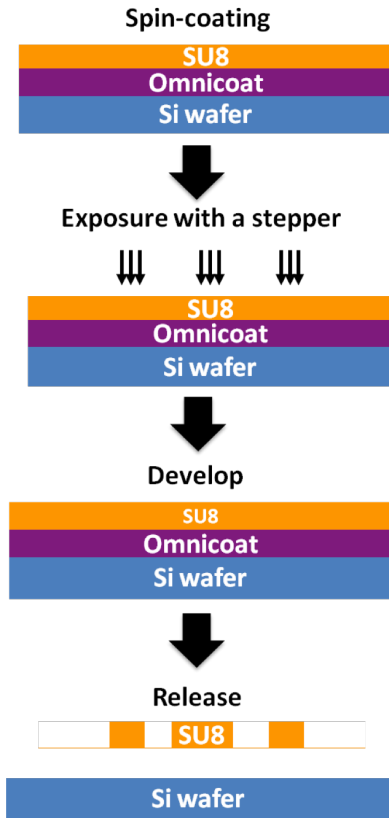 Spin-coating
SU8
Omnicoat
Si wafer
Exposure with a stepper
SU8
Omnicoat
Si wafer
Develop
SU8
Omnicoat
Si wafer
Release
SU8
Si wafer